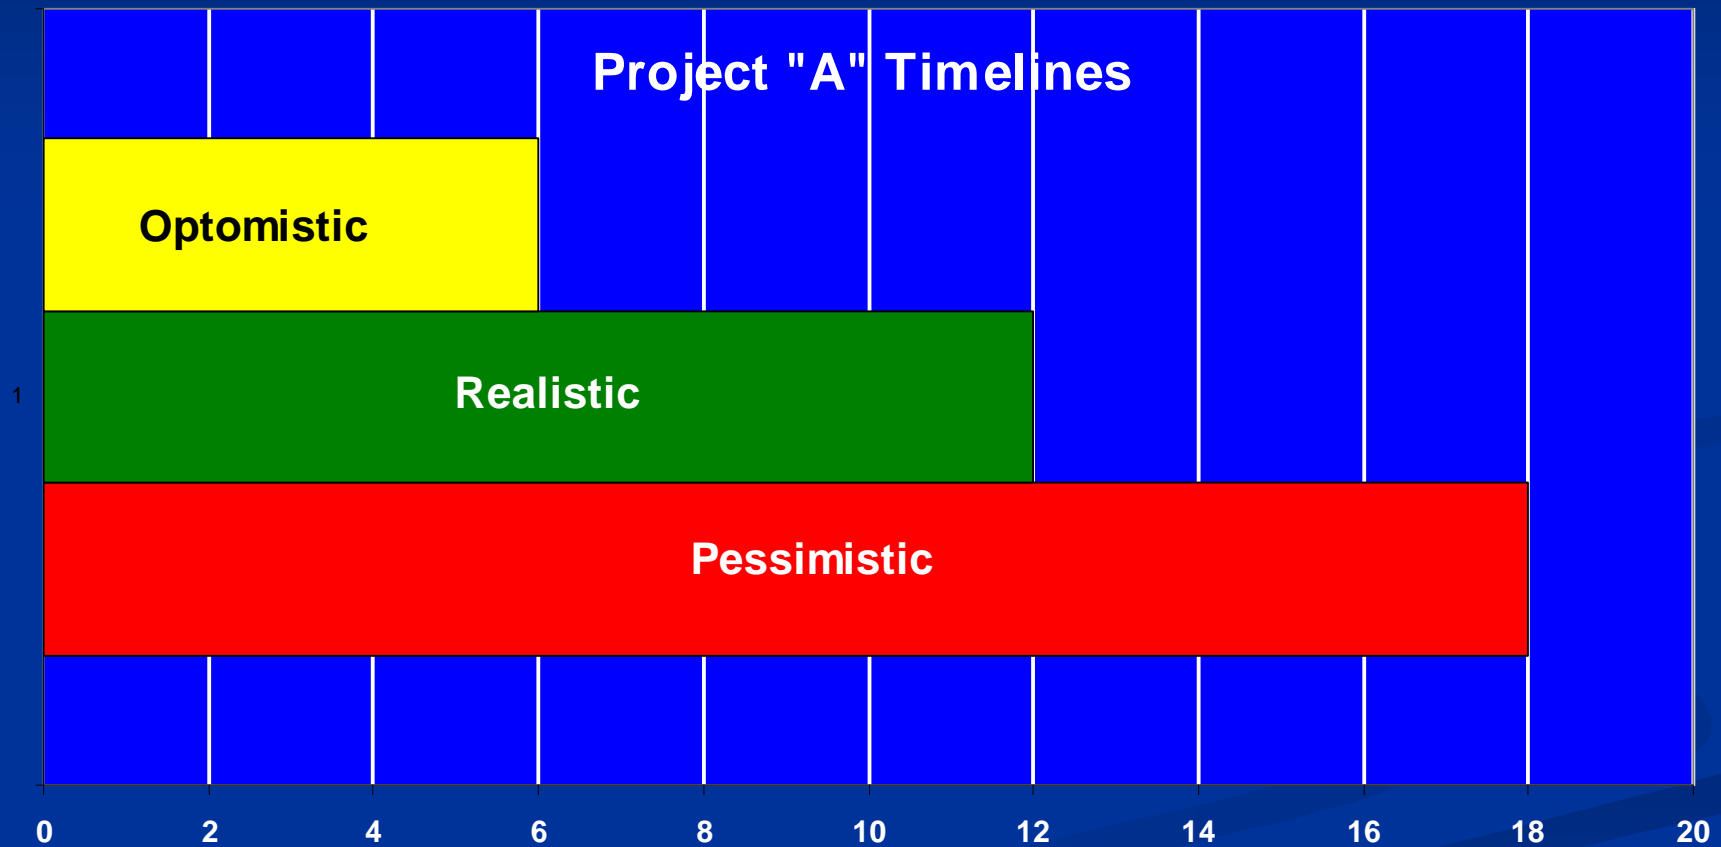 Project "A" Timelines
Optomistic
Realistic
1
Pessimistic
0 2 4 6 8 10 12 14 16 18 20